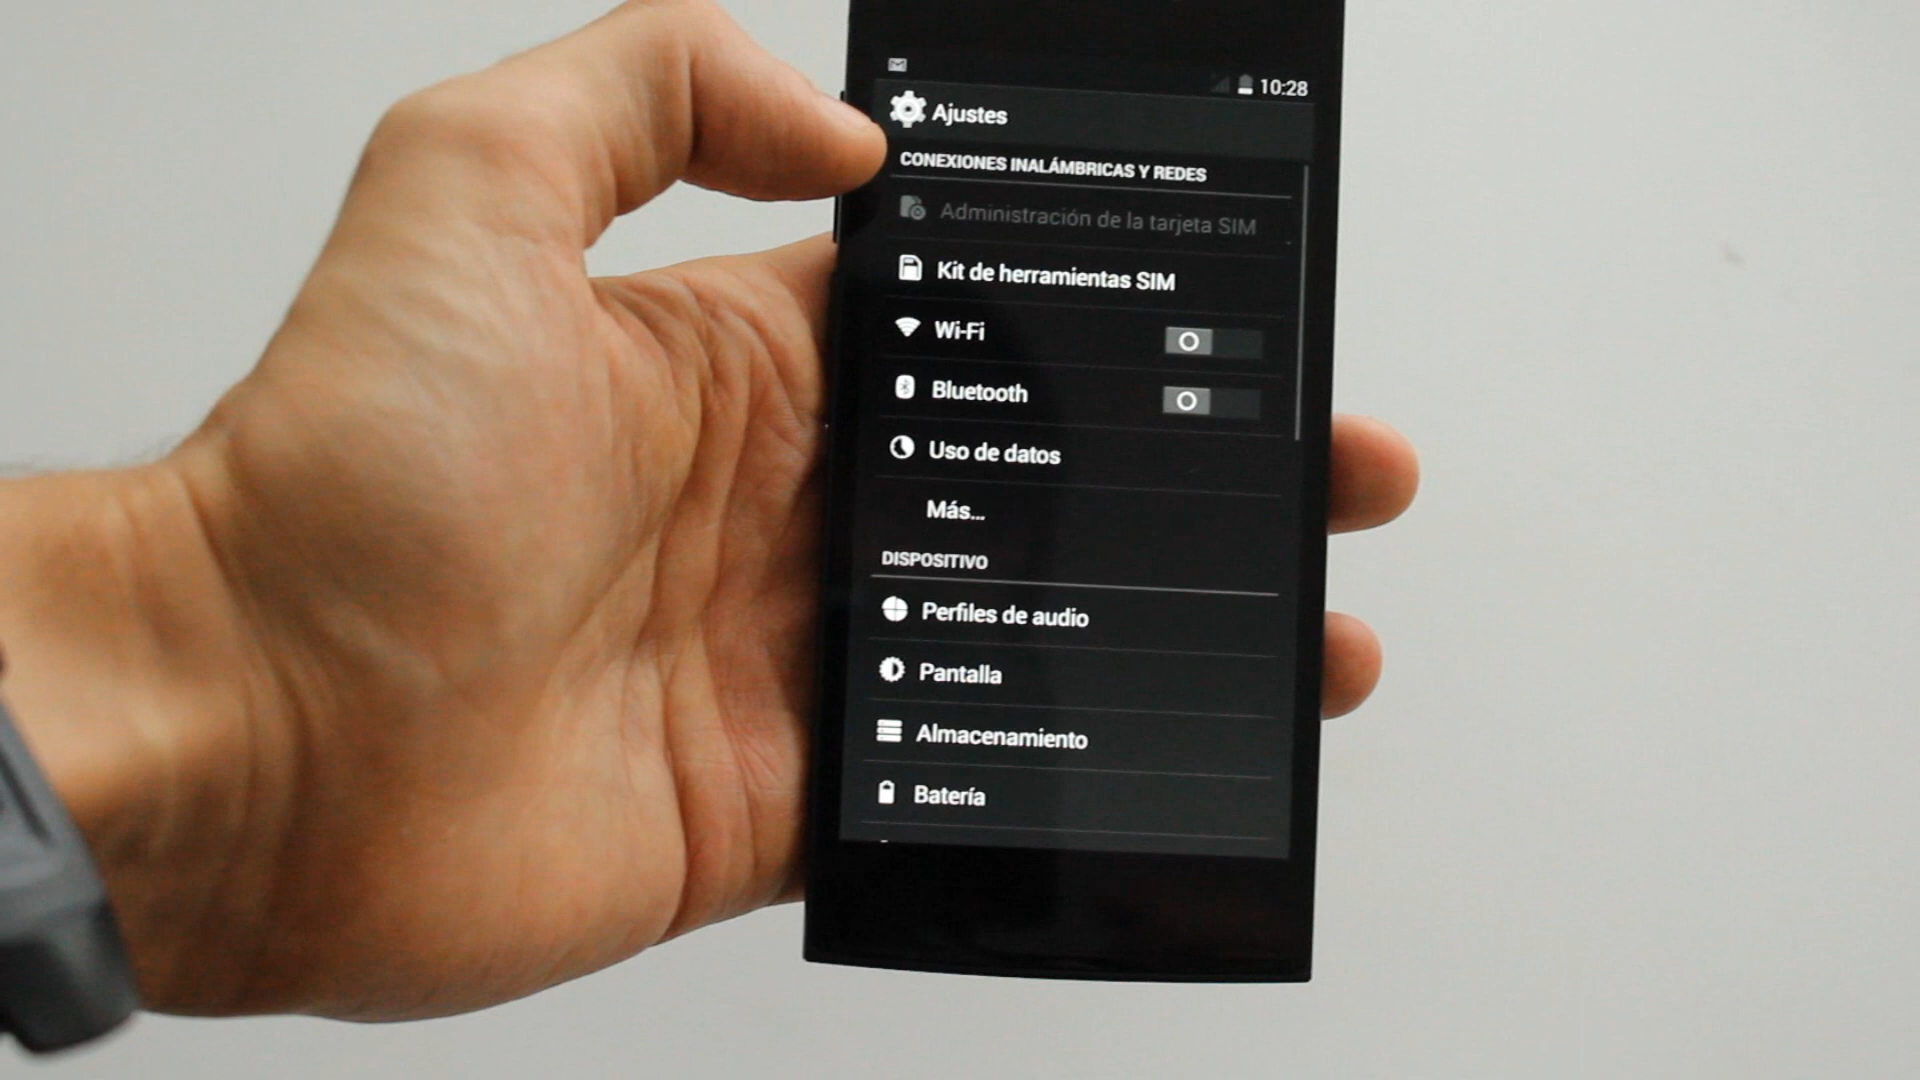 10:28
Ajustes
CONEXIONES INALÁMBRICAS Y REDES
Administración de la tarjeta SIM
Kit de herramientas SIM
Wi-Fi
Bluetooth
Uso de datos
Más...
DISPOSITIVO
Perfiles de audio
Pantalla
Almacenamiento
Batería